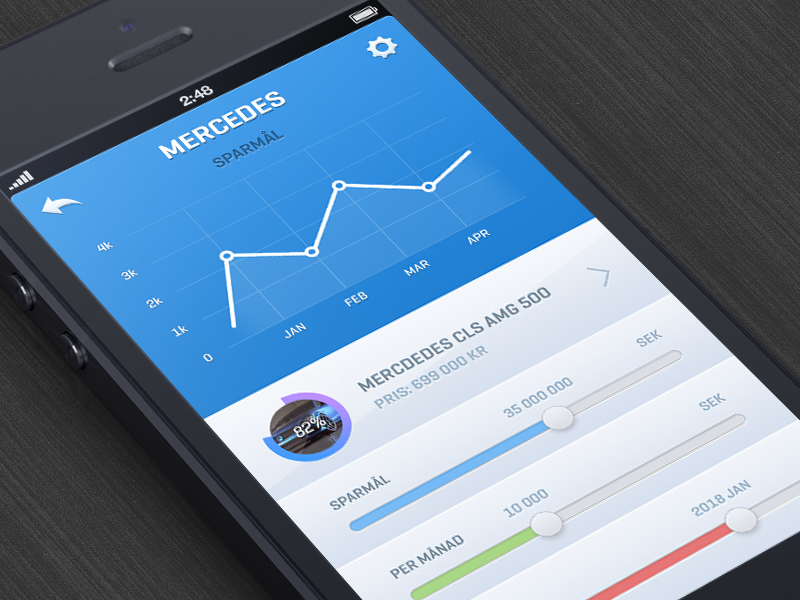 2:48
MERCEDES
SPARMÅL
4k
3k
2k
1k
0
JAN
FEB
MAR
APR
MERCDEDES CLS AMG 500
PRIS: 699 000 KR
82%
SPARMÅL
35 000 000
SEK
PER MÅNAD
10 000
SEK
2018 JAN